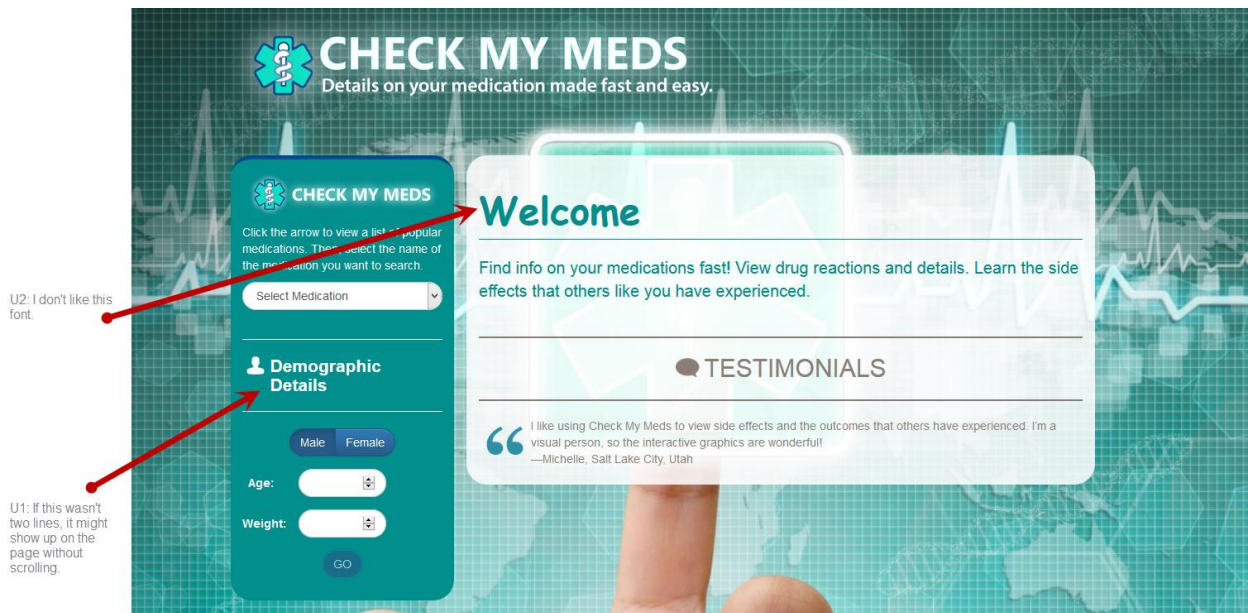 CHECK MY MEDS
Details on your medication made fast and easy.
CHECK MY MEDS
Click the arrow to view a list of popular
medications. Then, select the name of
the medication you want to search.
Select Medication
Demographic
Details
Male Female
Age:
Weight:
GO
Welcome
Find info on your medications fast! View drug reactions and details. Learn the side
effects that others like you have experienced.
TESTIMONIALS
“ I like using Check My Meds to view side effects and the outcomes that others have experienced. I'm a
visual person, so the interactive graphics are wonderful!
—Michelle, Salt Lake City, Utah
U2: I don't like this
font.
U1: If this wasn't
two lines, it might
show up on the
page without
scrolling.